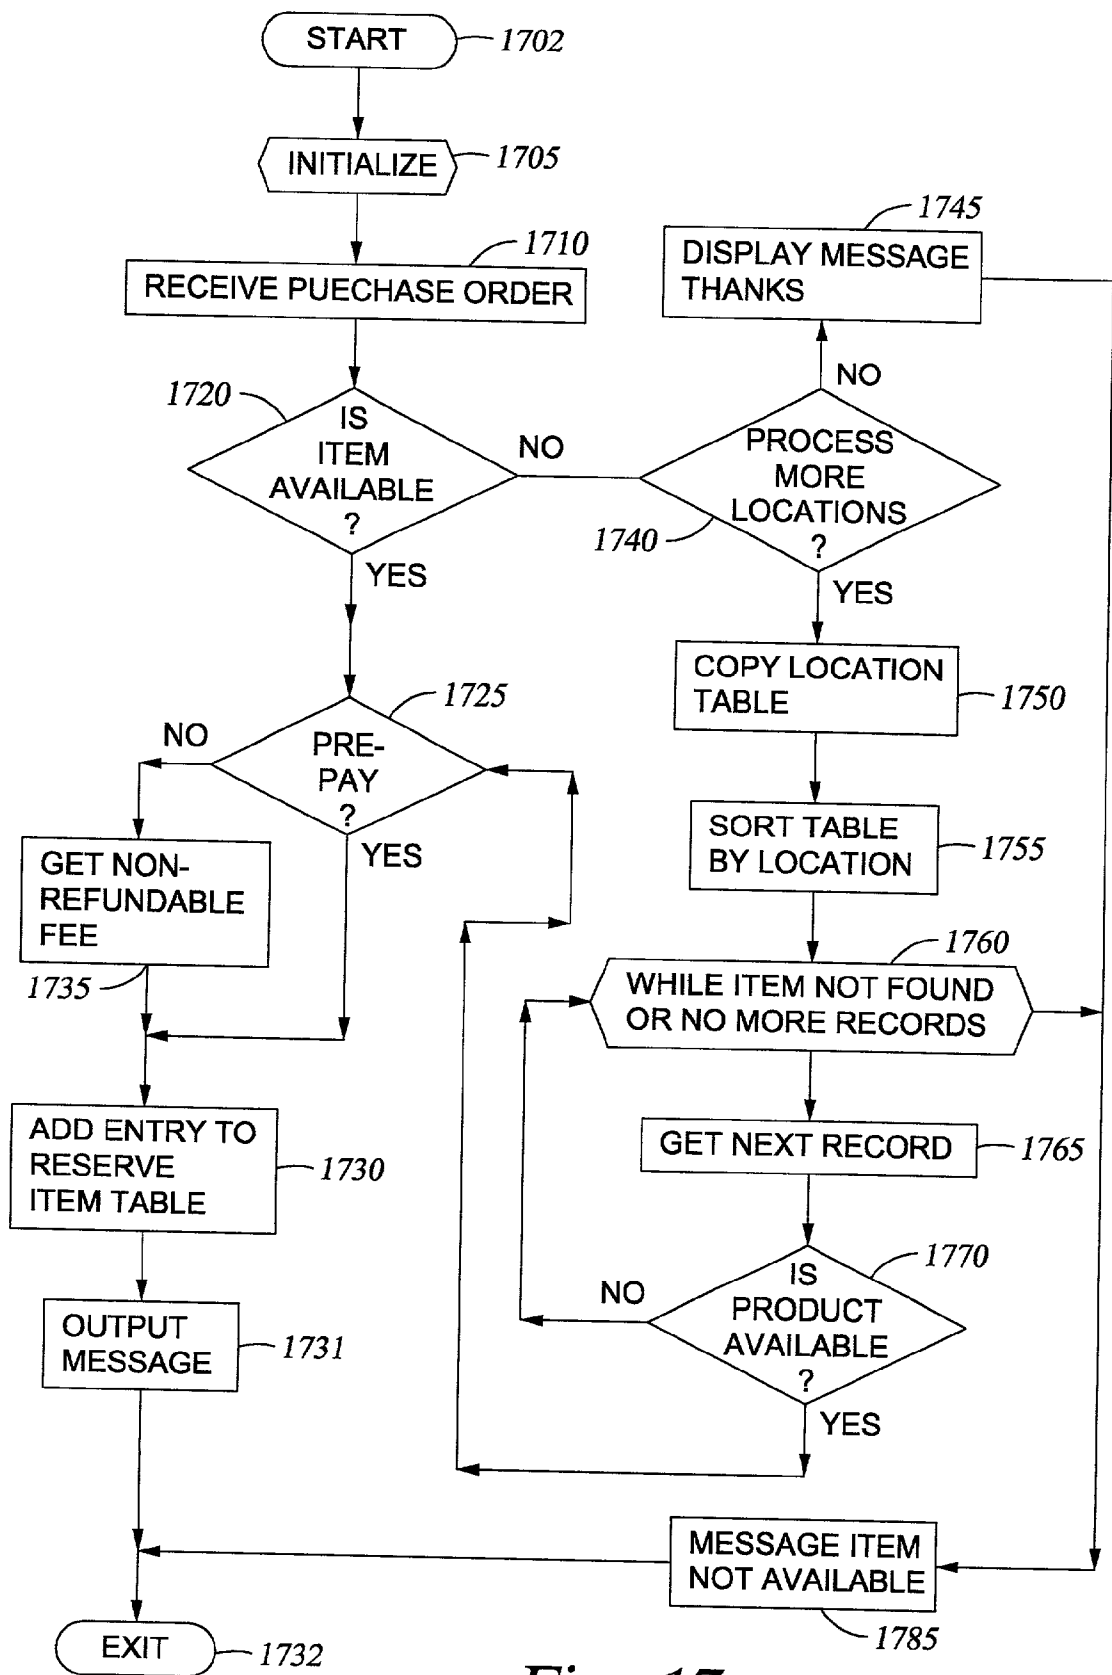 START
1702
INITIALIZE
1705
1710
RECEIVE PUECHASE ORDER
1745
DISPLAY MESSAGE
THANKS
1720
IS
ITEM
AVAILABLE
?
NO
YES
NO
PROCESS
MORE
LOCATIONS
?
1740
YES
COPY LOCATION
TABLE
1750
1725
NO
PRE-
PAY
?
YES
SORT TABLE
BY LOCATION
1755
GET NON-
REFUNDABLE
FEE
1735
1760
WHILE ITEM NOT FOUND
OR NO MORE RECORDS
GET NEXT RECORD
1765
ADD ENTRY TO
RESERVE
ITEM TABLE
1730
1770
IS
PRODUCT
AVAILABLE
?
NO
YES
OUTPUT
MESSAGE
1731
MESSAGE ITEM
NOT AVAILABLE
1785
EXIT
1732